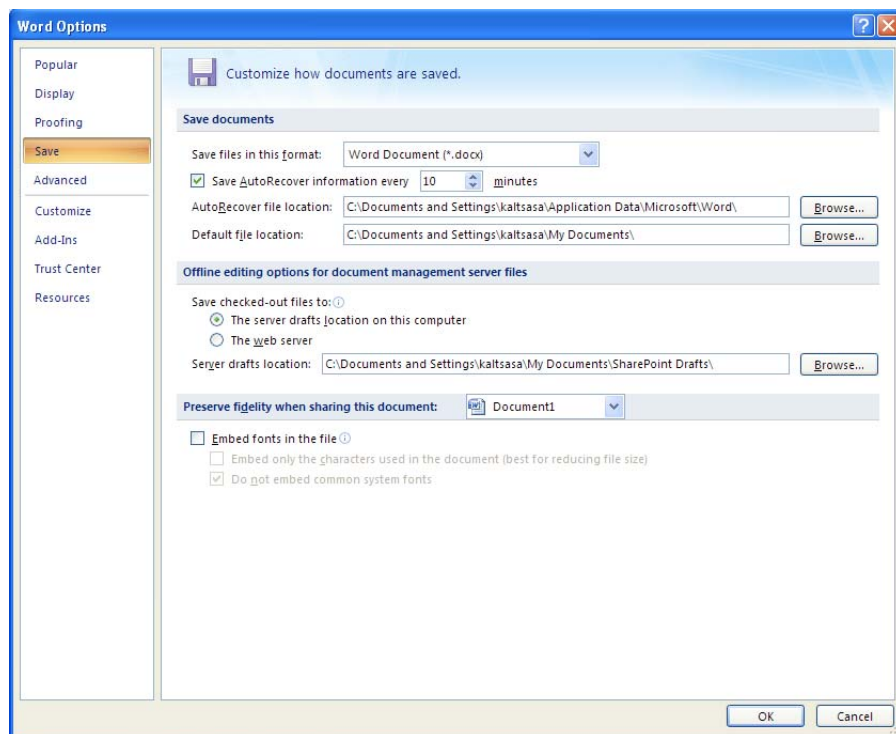 Word Options
Popular
Display
Proofing
Save
Advanced
Customize
Add-Ins
Trust Center
Resources
Customize how documents are saved.
Save documents
Save files in this format: Word Document (*.docx)
Save AutoRecover information every 10 minutes
AutoRecover file location: C:\Documents and Settings\kaltsasa\Application Data\Microsoft\Word\ Browse...
Default file location: C:\Documents and Settings\kaltsasa\My Documents\ Browse...
Offline editing options for document management server files
Save checked-out files to:
The server drafts location on this computer
The web server
Server drafts location: C:\Documents and Settings\kaltsasa\My Documents\SharePoint Drafts\ Browse...
Preserve fidelity when sharing this document: Document1
Embed fonts in the file
Embed only the characters used in the document (best for reducing file size)
Do not embed common system fonts
OK Cancel